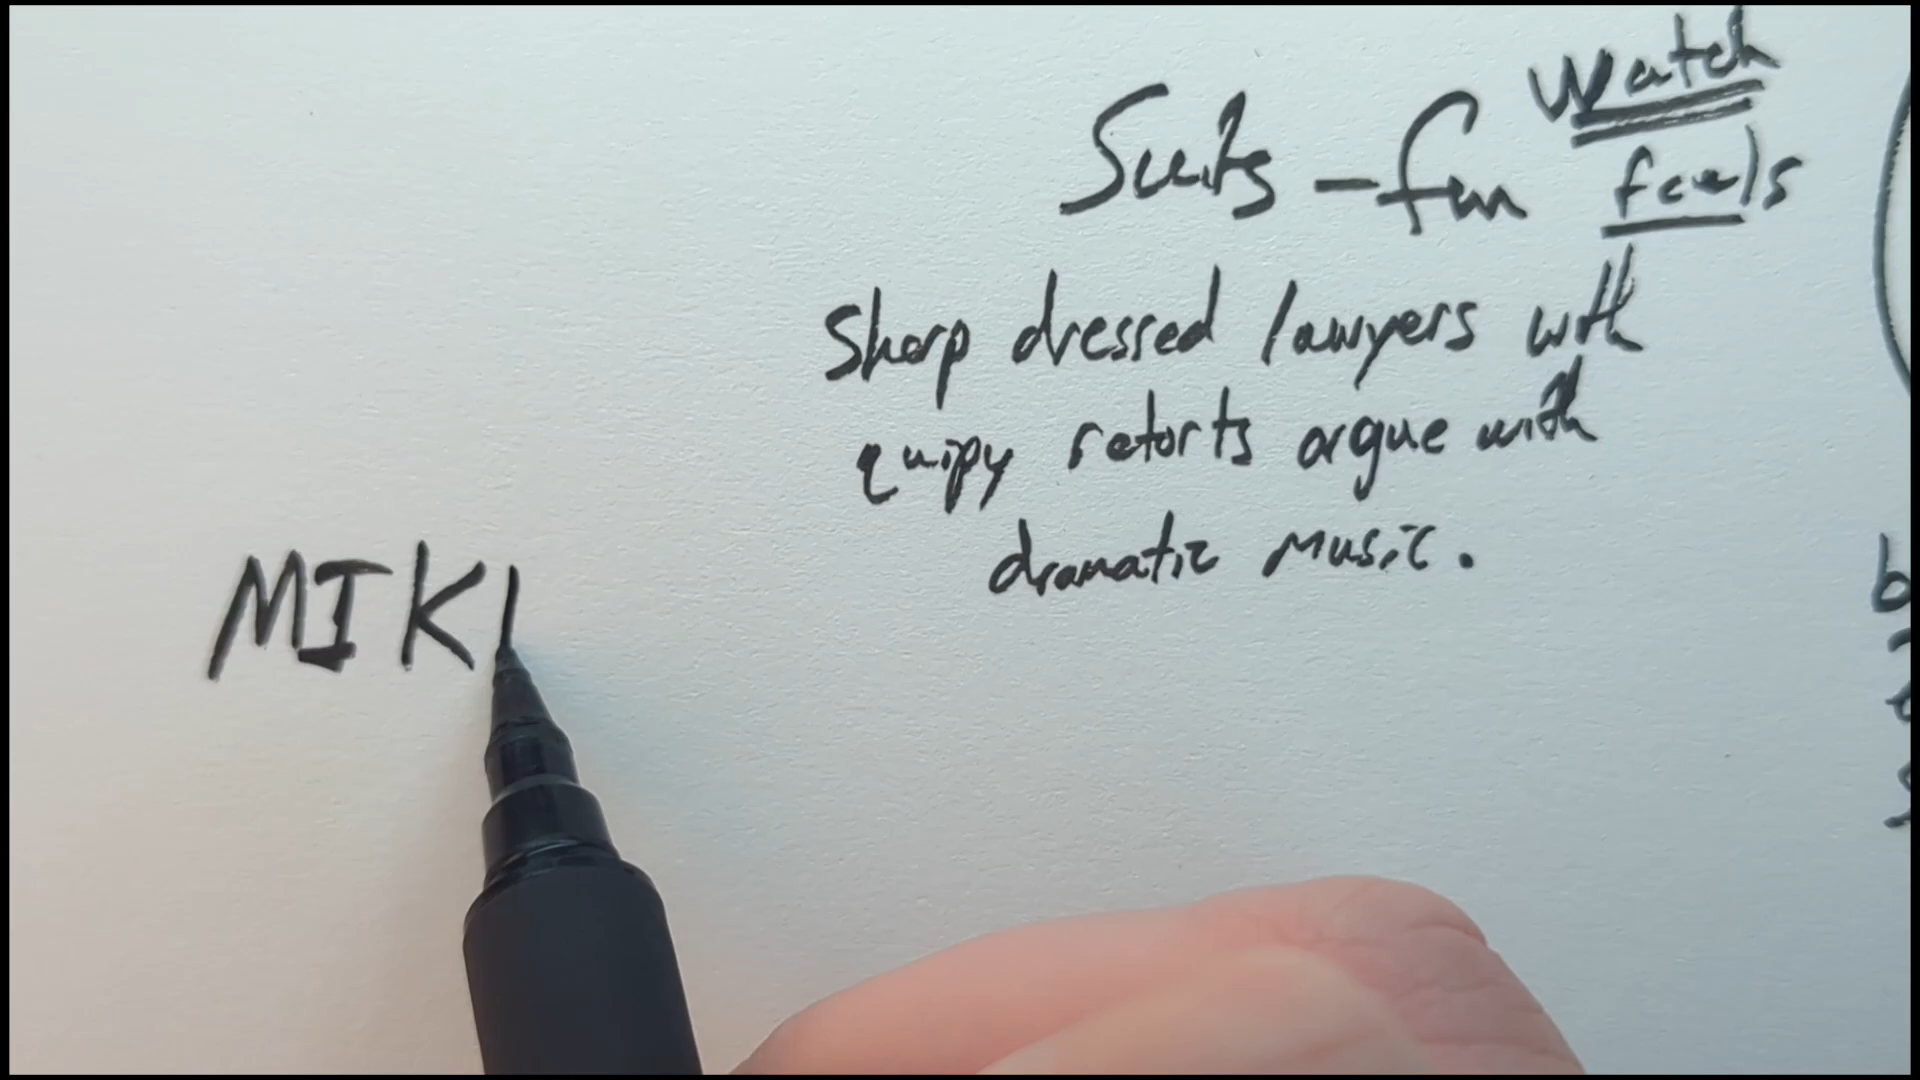 Watch
Suits - fun feels
Sharp dressed lawyers with
quipy retorts argue with
dramatic music.
MIKI
b